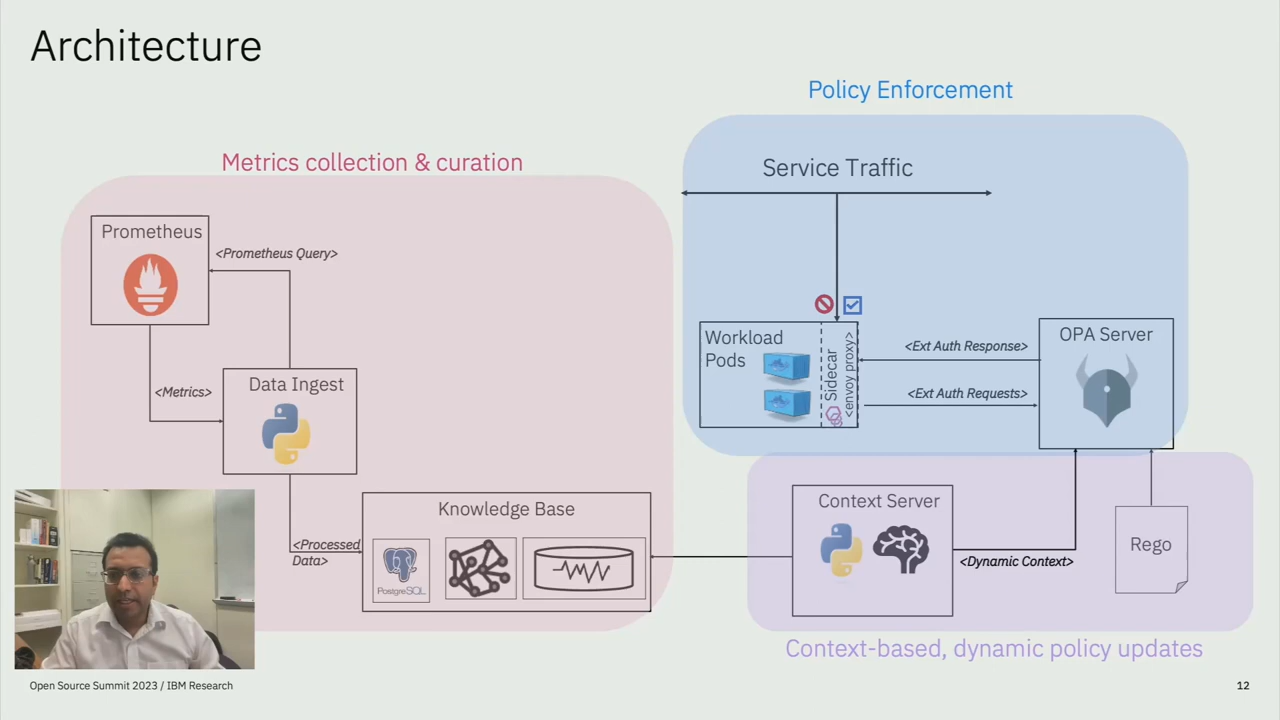 Architecture
Policy Enforcement
Metrics collection & curation
Service Traffic
Prometheus
<Prometheus Query>
Workload
Pods
Sidecar
<envoy proxy>
<Ext Auth Response>
<Ext Auth Requests>
OPA Server
<Metrics>
Data Ingest
<Processed
Data>
Knowledge Base
PostgreSQL
Context Server
<Dynamic Context>
Rego
Context-based, dynamic policy updates
Open Source Summit 2023 / IBM Research
12